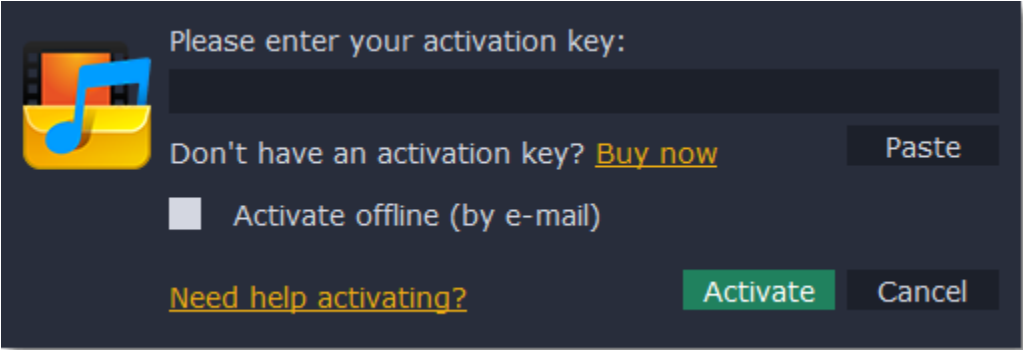 Please enter your activation key:
Don't have an activation key? Buy now
Paste
Activate offline (by e-mail)
Need help activating?
Activate
Cancel